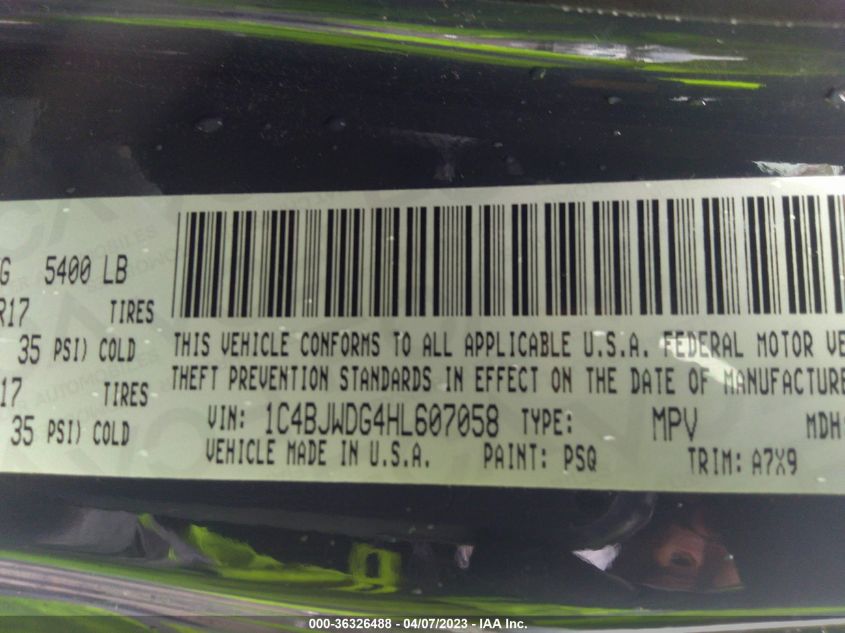 G 5400 LB
R17 TIRES
35 PSI) COLD
17 TIRES
35 PSI) COLD
THIS VEHICLE CONFORMS TO ALL APPLICABLE U.S.A. FEDERAL MOTOR VE
THEFT PREVENTION STANDARDS IN EFFECT ON THE DATE OF MANUFACTURE
VIN: 1C4BJWDG4HL607058 TYPE: MPV MDH
VEHICLE MADE IN U.S.A. PAINT: PSQ TRIM: A7X9
000-36326488 - 04/07/2023 - IAA Inc.